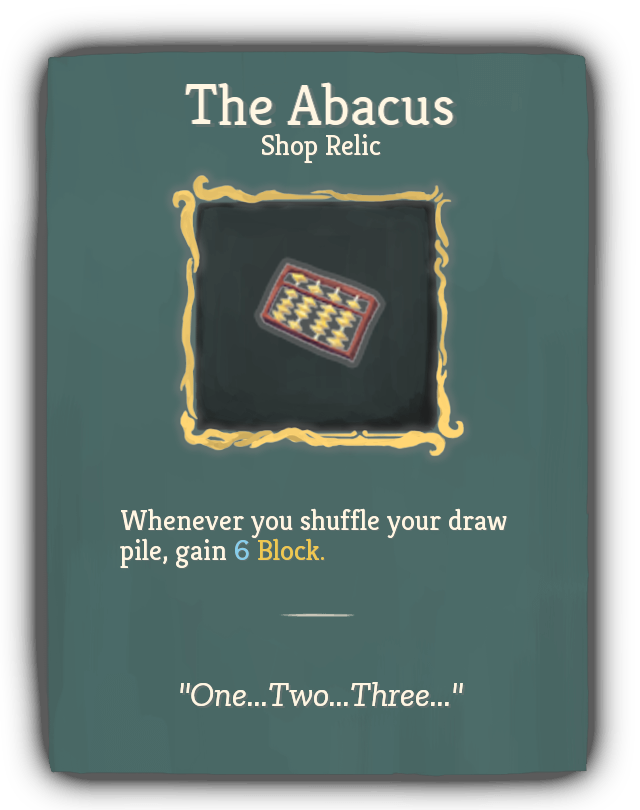 The Abacus
Shop Relic
Whenever you shuffle your draw
pile, gain 6 Block.
"One...Two...Three..."